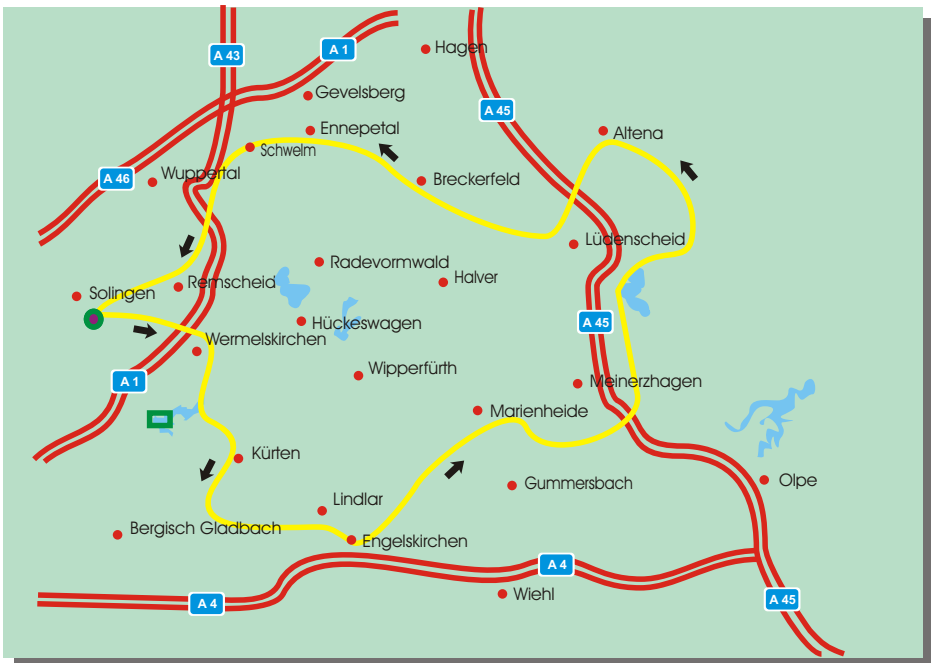 A 43
A 1
Hagen
Gevelsberg
A 45
Ennepetal
Altena
Schwelm
Wuppertal
A 46
Breckerfeld
Lüdenscheid
Radevormwald
Halver
Remscheid
Solingen
Hückeswagen
A 45
Wermelskirchen
Wipperfürth
A 1
Meinerzhagen
Marienheide
Kürten
Gummersbach
Olpe
Lindlar
Bergisch Gladbach
Engelskirchen
A 4
Wiehl
A 4
A 45